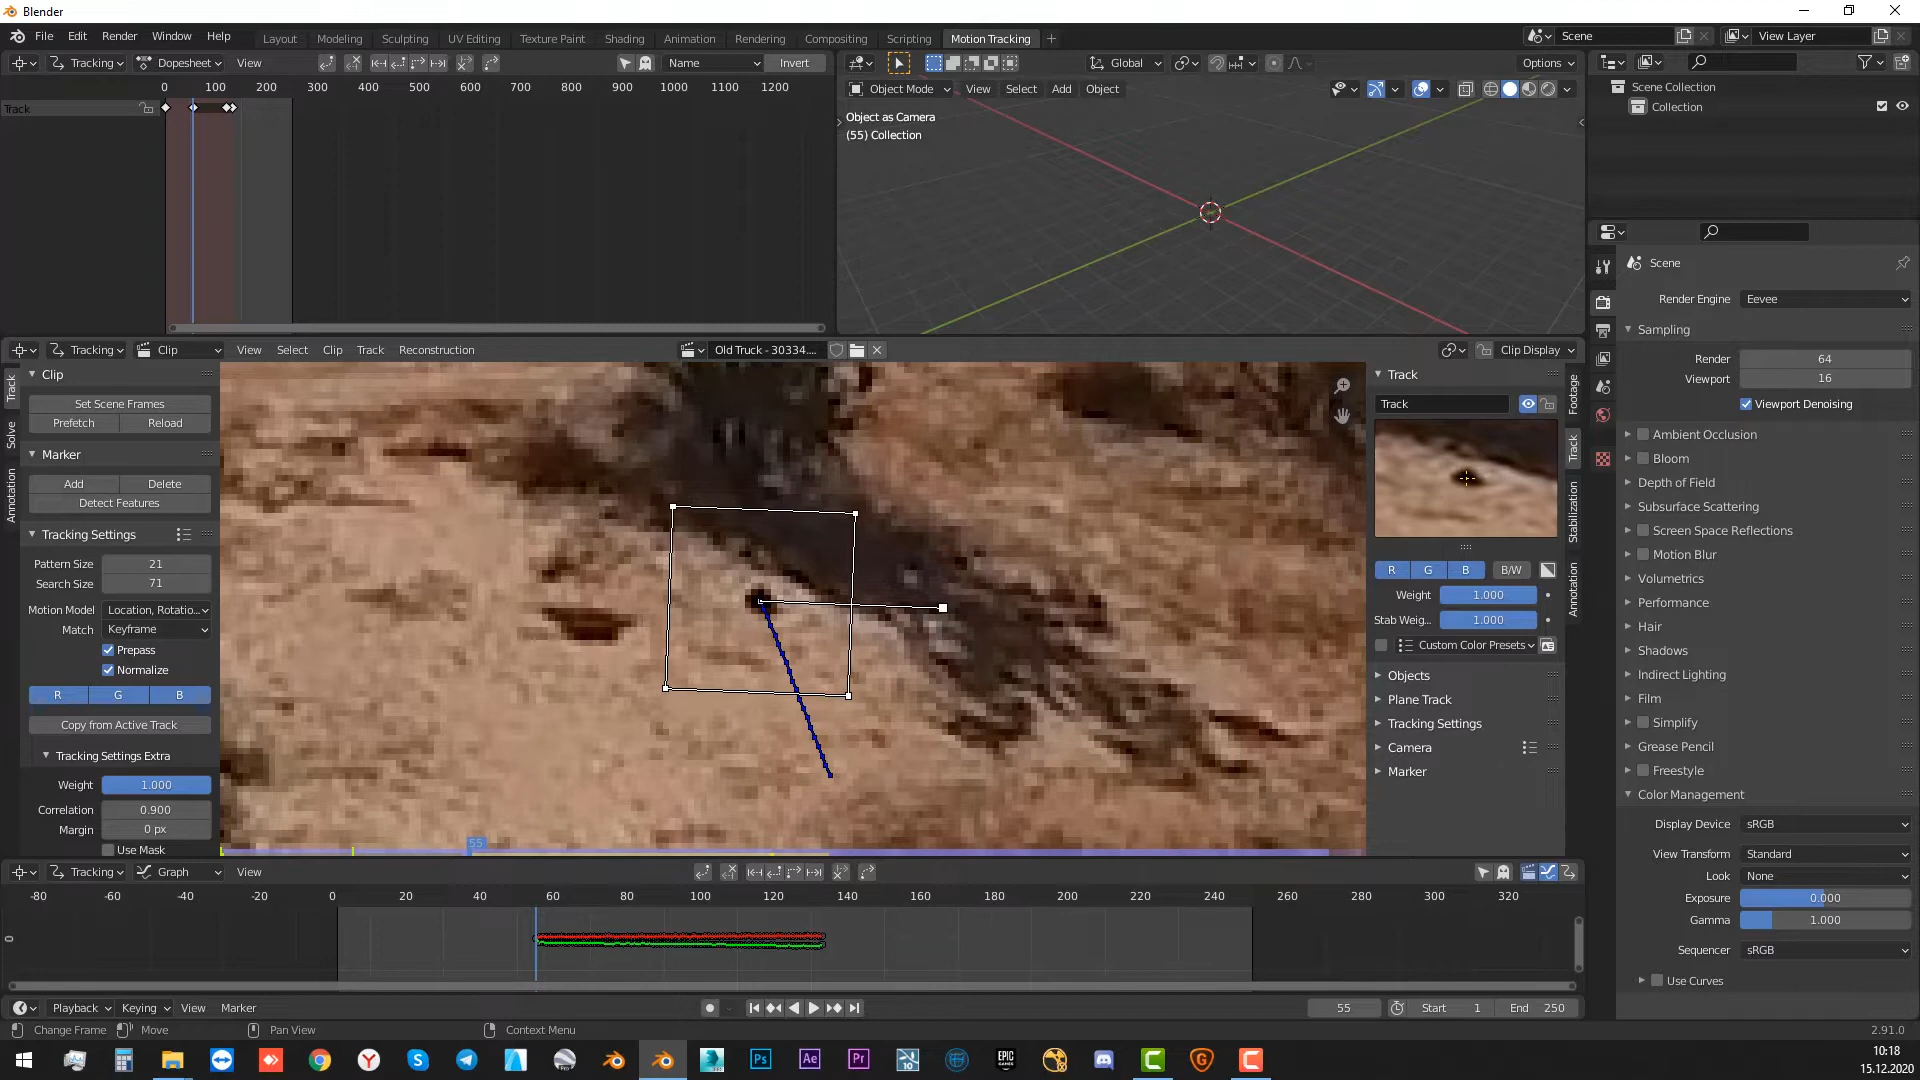 Blender
File Edit Render Window Help
Layout Modeling Sculpting UV Editing Texture Paint Shading Animation Rendering Compositing Scripting Motion Tracking
Scene
View Layer
Tracking Dopesheet View
Name
Invert
0 100 200 300 400 500 600 700 800 900 1000 1100 1200
Track
Global
Options
Object Mode View Select Add Object
Object as Camera
(55) Collection
Scene Collection
Collection
Scene
Render Engine Eevee
Sampling
Render 64
Viewport 16
Viewport Denoising
Ambient Occlusion
Bloom
Depth of Field
Subsurface Scattering
Screen Space Reflections
Motion Blur
Volumetrics
Performance
Hair
Shadows
Indirect Lighting
Film
Simplify
Grease Pencil
Freestyle
Color Management
Display Device sRGB
View Transform Standard
Look None
Exposure 0.000
Gamma 1.000
Sequencer sRGB
Use Curves
Tracking Clip View Select Clip Track Reconstruction
Old Truck - 30334....
Clip Display
Track
Solve
Annotation
Clip
Set Scene Frames
Prefetch Reload
Marker
Add Delete
Detect Features
Tracking Settings
Pattern Size 21
Search Size 71
Motion Model Location, Rotatio...
Match Keyframe
Prepass
Normalize
R G B
Copy from Active Track
Tracking Settings Extra
Weight 1.000
Correlation 0.900
Margin 0 px
Use Mask
55
Track
Track
R G B B/W
Weight 1.000
Stab Weig... 1.000
Custom Color Presets
Objects
Plane Track
Tracking Settings
Camera
Marker
Footage
Track
Stabilization
Annotation
Tracking Graph View
-80 -60 -40 -20 0 20 40 60 80 100 120 140 160 180 200 220 240 260 280 300 320
0
Playback Keying View Marker
55
Start 1
End 250
Change Frame Move Pan View Context Menu
2.91.0
Pro
Ps Ae Pr
10
EPIC GAMES
10:18
15.12.2020